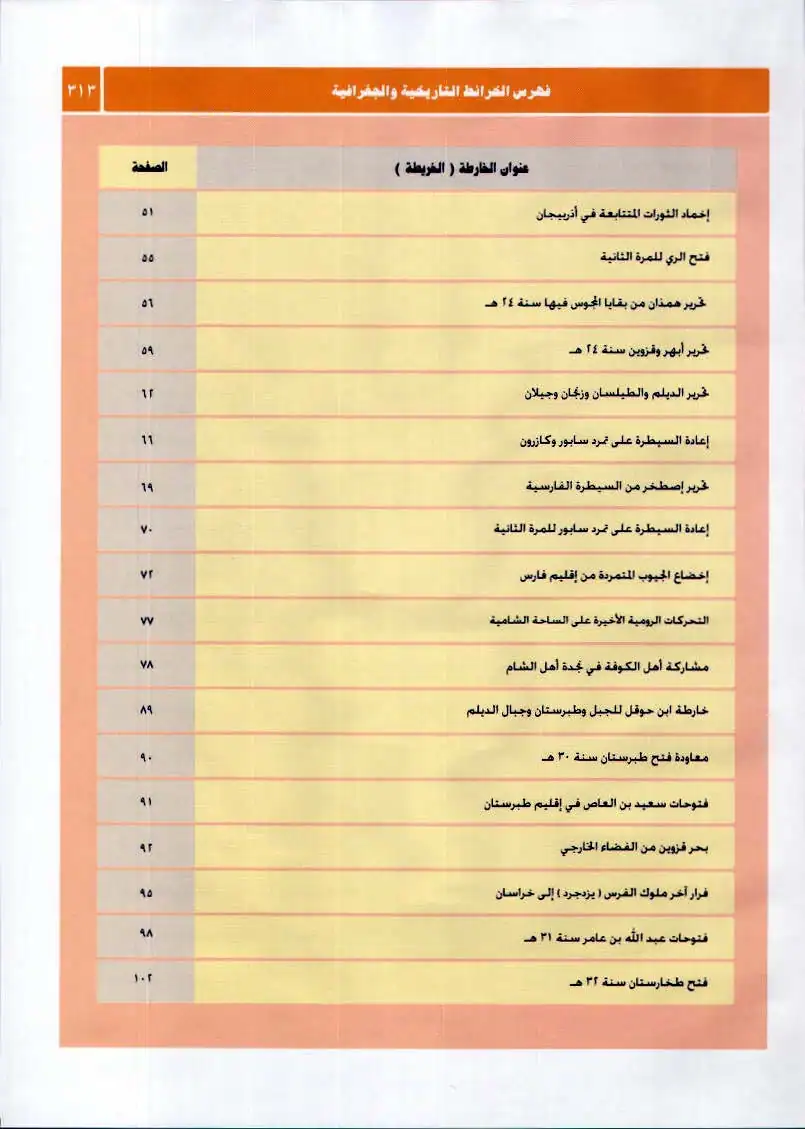 فهرس الخرائط التاريخية والجغرافية ٣١٣
عنوان الخارطة ( الخريطة ) الصفحة
إخماد الثورات المتتابعة في أذربيجان ٥١
فتح الري للمرة الثانية ٥٥
تحرير همذان من بقايا المجوس فيها سنة ٢٤ هـ ٥٦
تحرير أبهر وقزوين سنة ٢٤ هـ ٥٩
تحرير الديلم والطيلسان وزنجان وجيلان ٦٢
إعادة السيطرة على تمرد سابور وكازرون ٦٦
تحرير إصطخر من السيطرة الفارسية ٦٩
إعادة السيطرة على تمرد سابور للمرة الثانية ٧٠
إخضاع الجيوب المتمردة من إقليم فارس ٧٢
التحركات الرومية الأخيرة على الساحة الشامية ٧٧
مشاركة أهل الكوفة في نجدة أهل الشام ٧٨
خارطة ابن حوقل للجبل وطبرستان وجبال الديلم ٨٩
معاودة فتح طبرستان سنة ٣٠ هـ ٩٠
فتوحات سعيد بن العاص في إقليم طبرستان ٩١
بحر قزوين من الفضاء الخارجي ٩٢
فرار آخر ملوك الفرس ( يزدجرد ) إلى خراسان ٩٥
فتوحات عبد الله بن عامر سنة ٣١ هـ ٩٨
فتح طخارستان سنة ٣٢ هـ ١٠٢